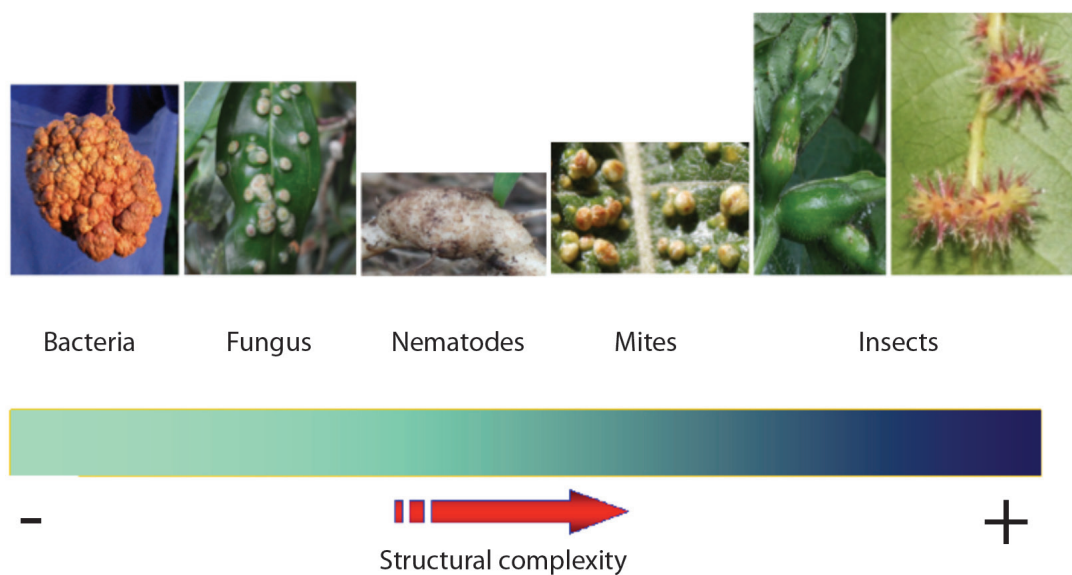 Bacteria
Fungus
Nematodes
Mites
Insects
-
+
Structural complexity